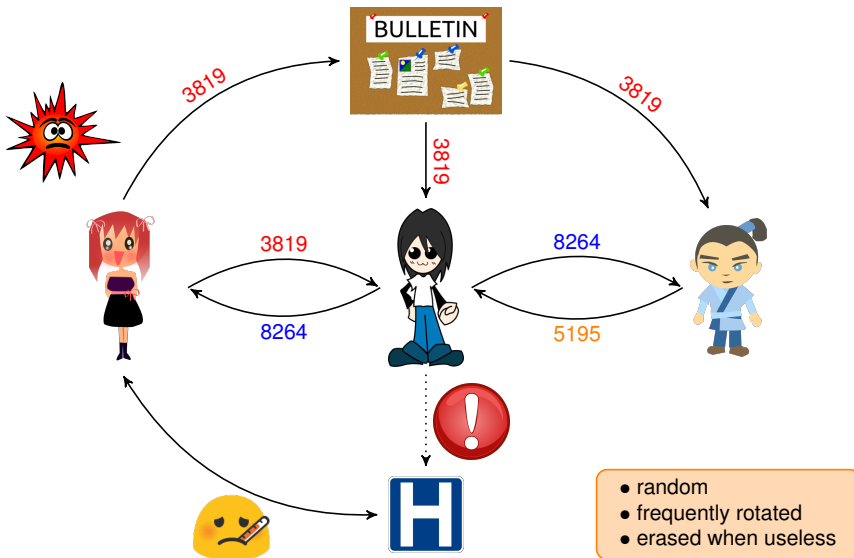 BULLETIN
3819
3819
3819
3819
8264
8264
5195
!
H
● random
● frequently rotated
● erased when useless